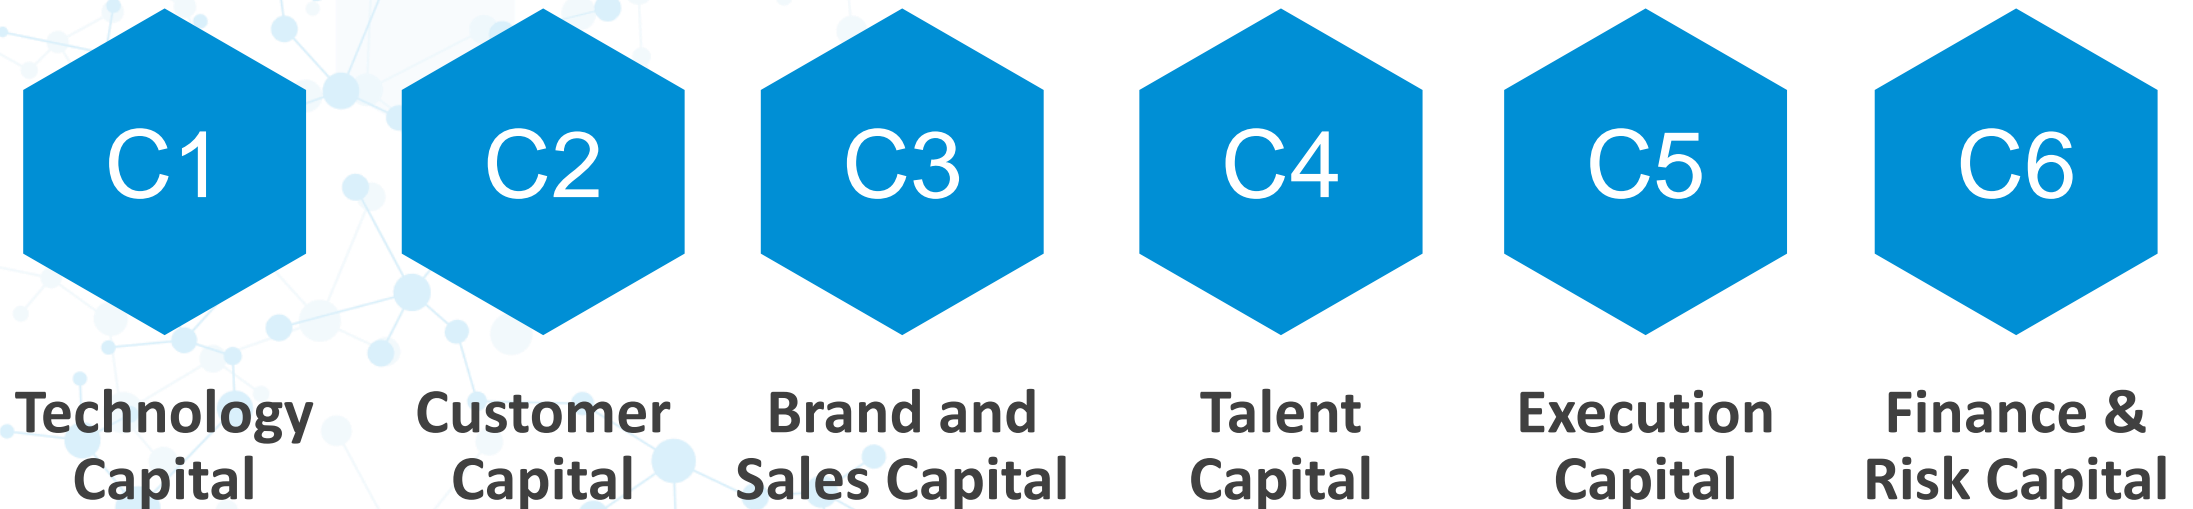 C1
C2
C3
C4
C5
C6
Technology
Capital
Customer
Capital
Brand and
Sales Capital
Talent
Capital
Execution
Capital
Finance &
Risk Capital